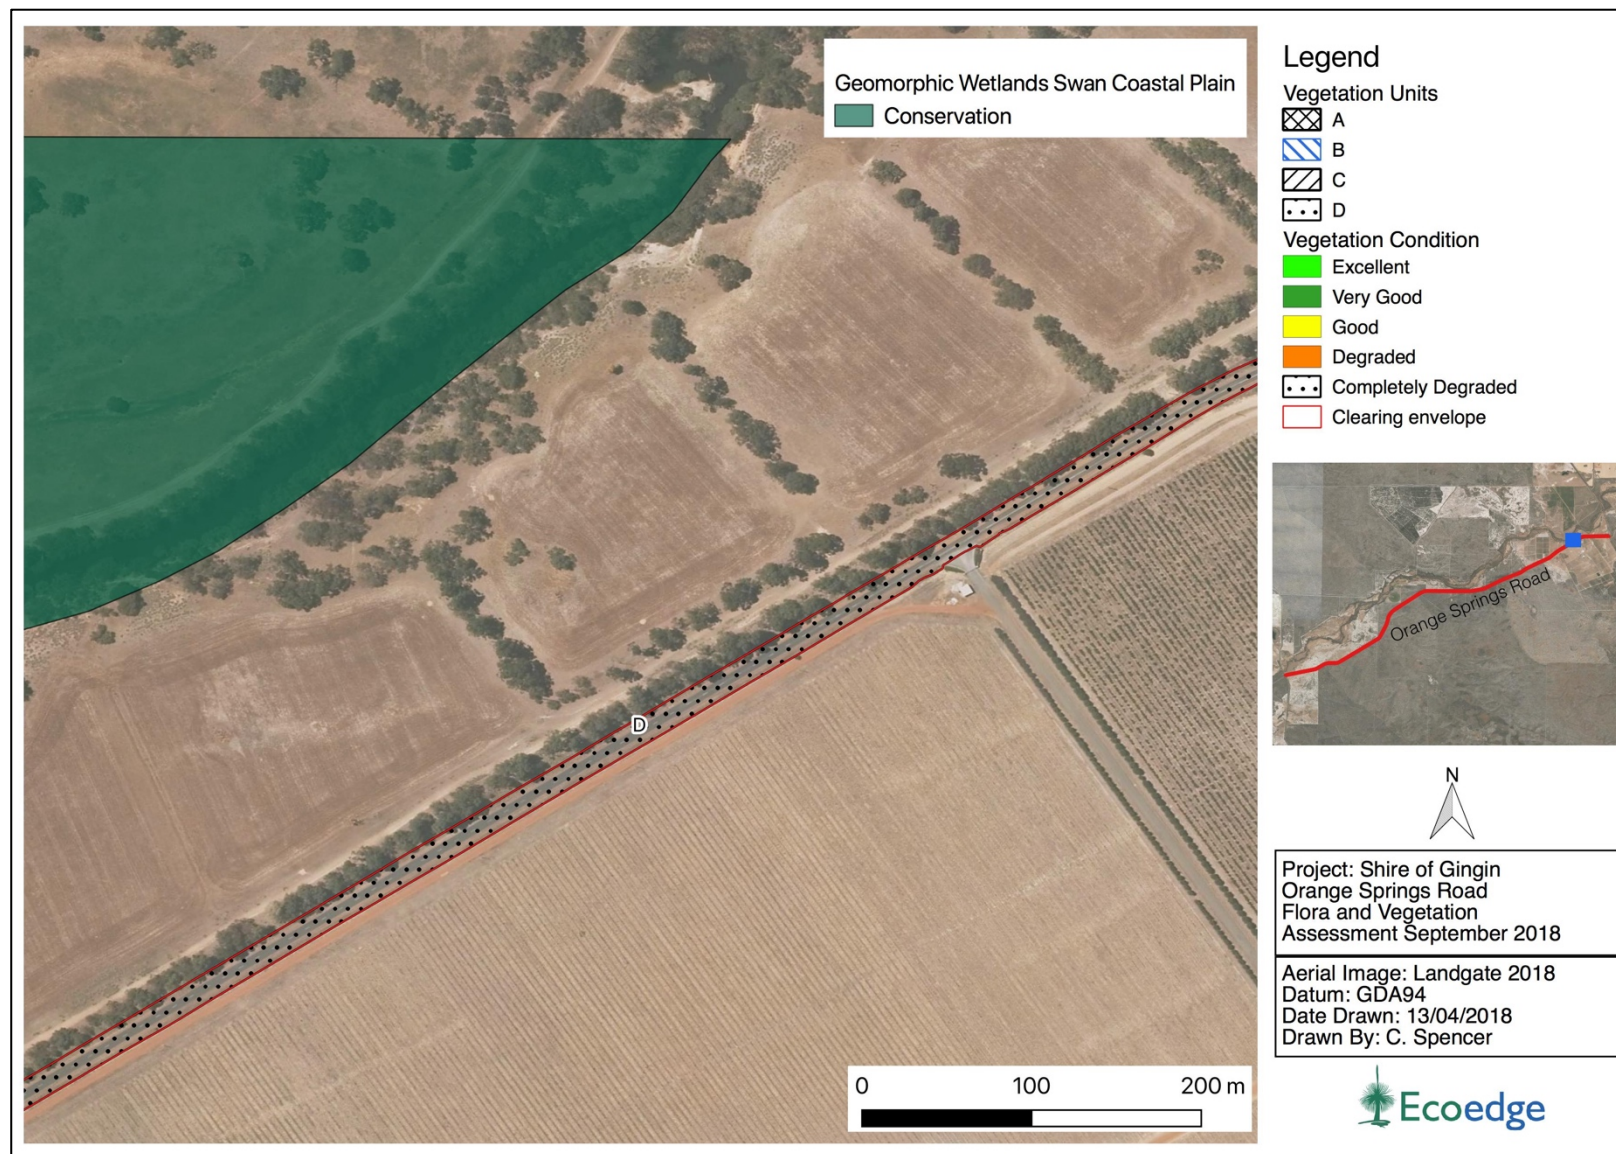 Geomorphic Wetlands Swan Coastal Plain
Conservation
D
0 100 200 m
Legend
Vegetation Units
A
B
C
D
Vegetation Condition
Excellent
Very Good
Good
Degraded
Completely Degraded
Clearing envelope
Orange Springs Road
N
Project: Shire of Gingin
Orange Springs Road
Flora and Vegetation
Assessment September 2018
Aerial Image: Landgate 2018
Datum: GDA94
Date Drawn: 13/04/2018
Drawn By: C. Spencer
Ecoedge